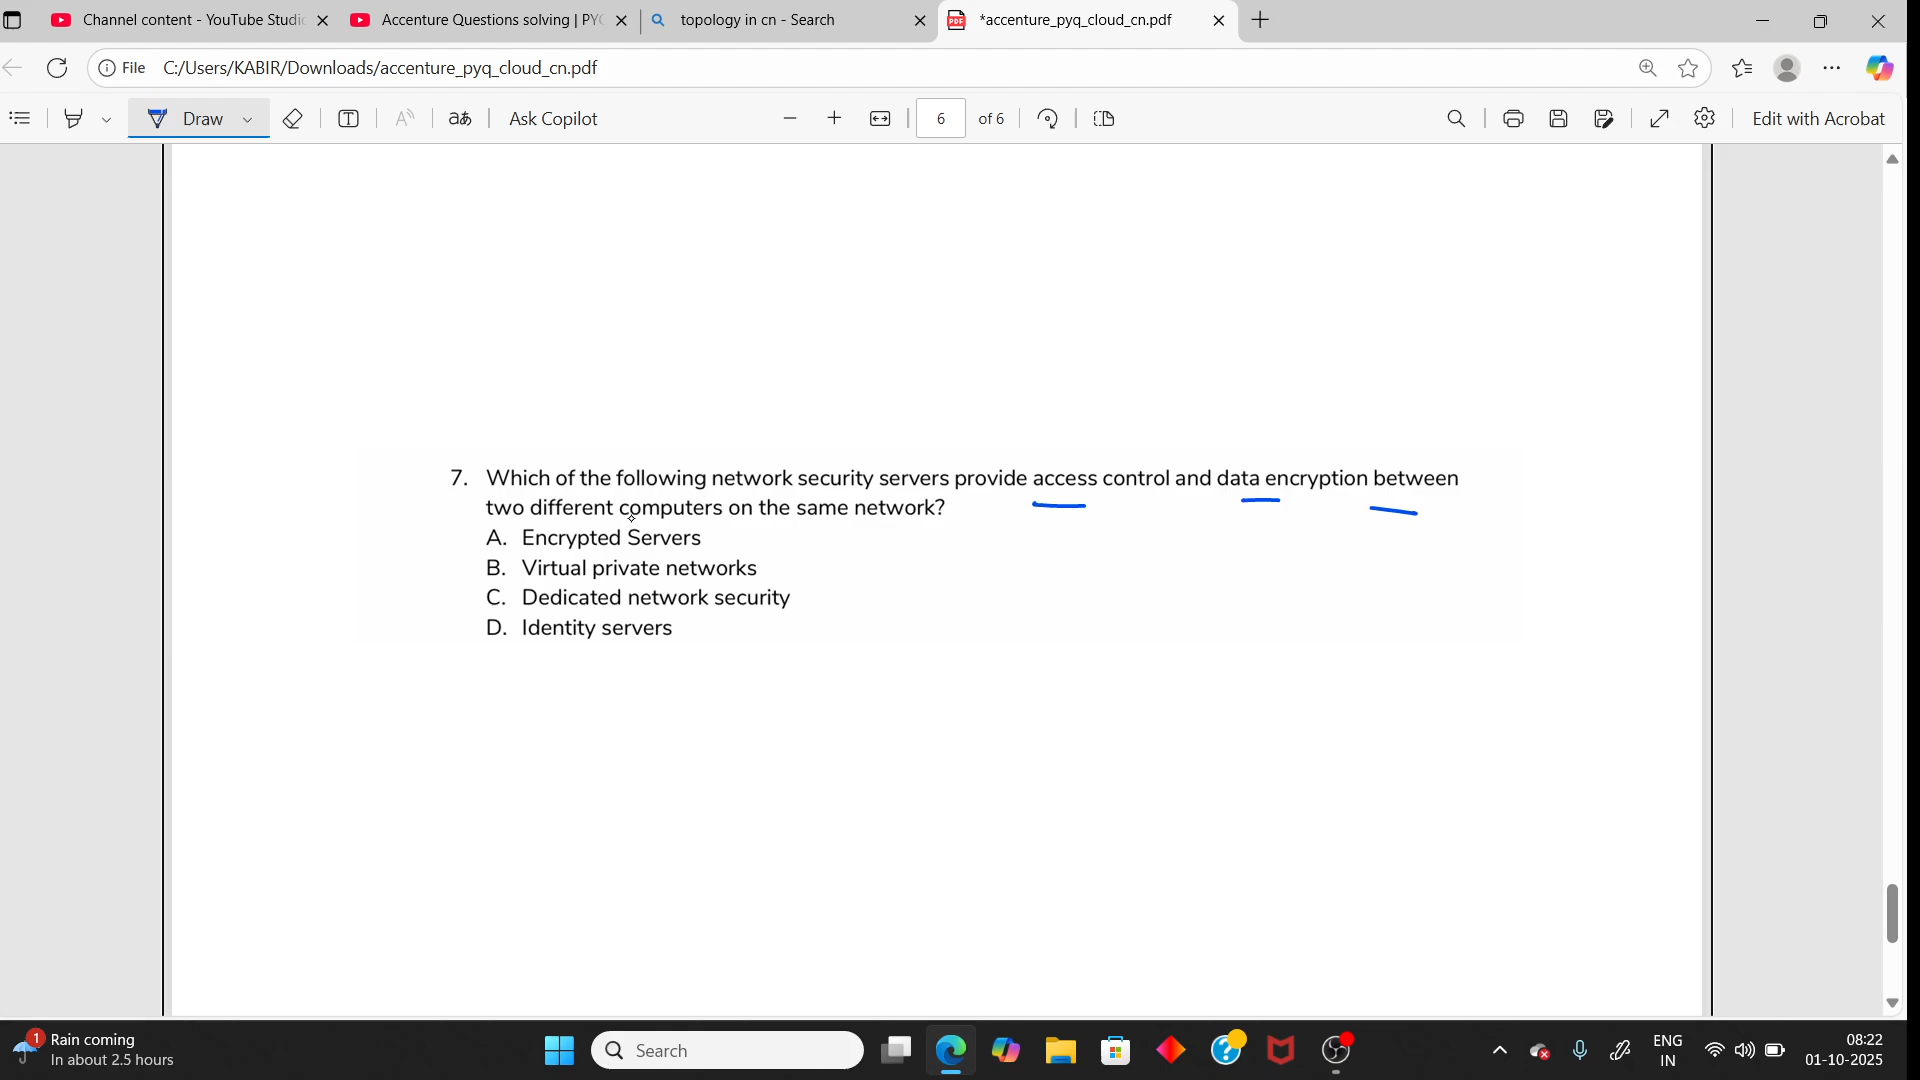 Channel content - YouTube Studi
Accenture Questions solving | PY
topology in cn - Search
*accenture_pyq_cloud_cn.pdf
File C:/Users/KABIR/Downloads/accenture_pyq_cloud_cn.pdf
Draw
Ask Copilot
6 of 6
Edit with Acrobat
7. Which of the following network security servers provide access control and data encryption between
two different computers on the same network?
A. Encrypted Servers
B. Virtual private networks
C. Dedicated network security
D. Identity servers
1
Rain coming
In about 2.5 hours
Search
ENG
IN
08:22
01-10-2025